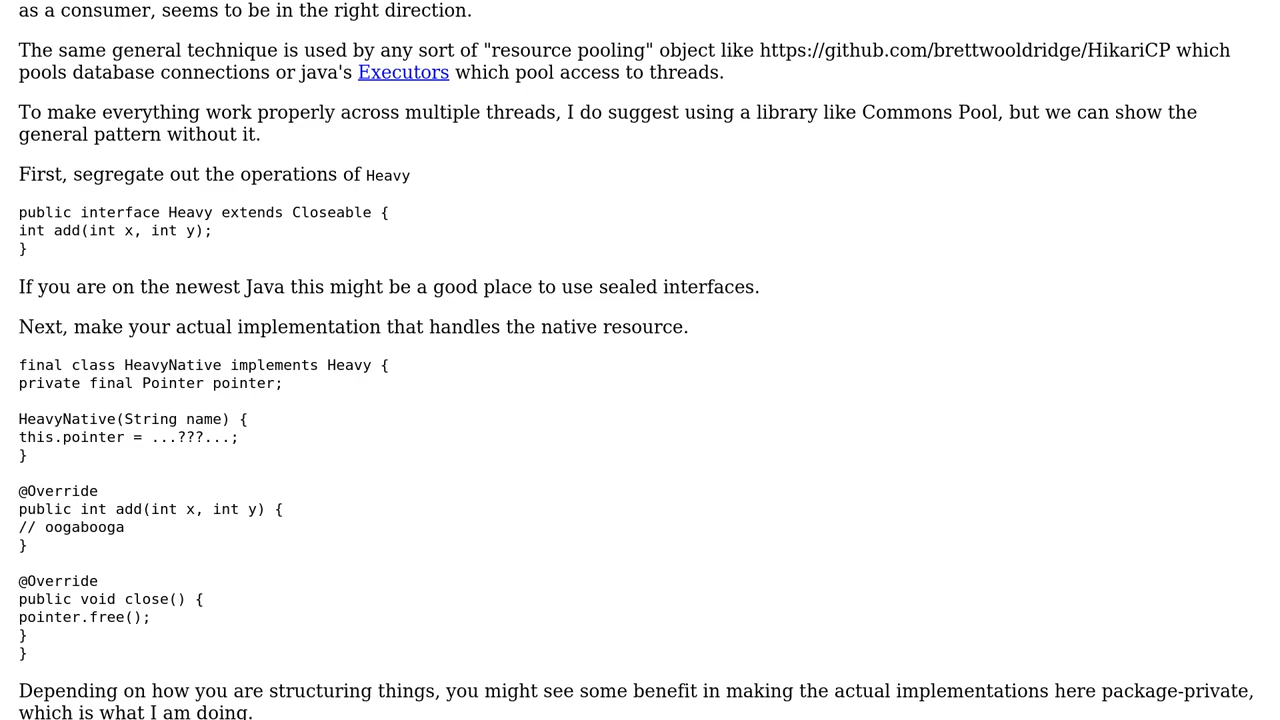 as a consumer, seems to be in the right direction.
The same general technique is used by any sort of "resource pooling" object like https://github.com/brettwooldridge/HikariCP which
pools database connections or java's Executors which pool access to threads.
To make everything work properly across multiple threads, I do suggest using a library like Commons Pool, but we can show the
general pattern without it.
First, segregate out the operations of Heavy
public interface Heavy extends Closeable {
int add(int x, int y);
}
If you are on the newest Java this might be a good place to use sealed interfaces.
Next, make your actual implementation that handles the native resource.
final class HeavyNative implements Heavy {
private final Pointer pointer;
HeavyNative(String name) {
this.pointer = ...???...;
}
@Override
public int add(int x, int y) {
// oogabooga
}
@Override
public void close() {
pointer.free();
}
}
Depending on how you are structuring things, you might see some benefit in making the actual implementations here package-private,
which is what I am doing.